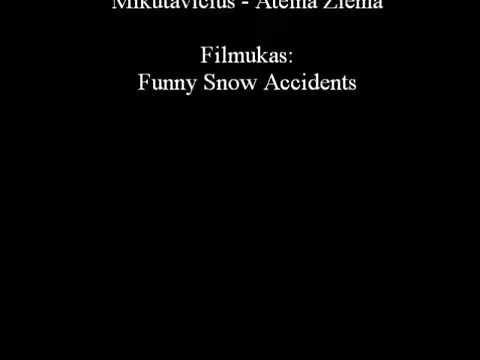 Mikutavicius - Ateina Ziema
Filmukas:
Funny Snow Accidents